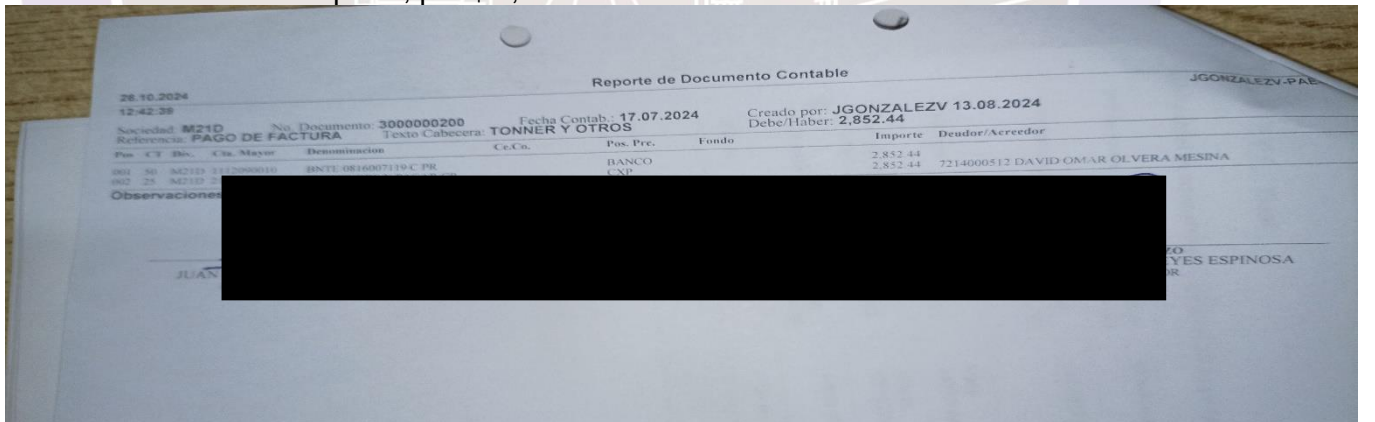 Reporte de Documento Contable
JGONZALEZV-PAE
28.10.2024
12:42:39
Sociedad: M21D No. Documento: 3000000200 Fecha Contab.: 17.07.2024 Creado por: JGONZALEZV 13.08.2024
Referencia: PAGO DE FACTURA Texto Cabecera: TONNER Y OTROS Debe/Haber: 2,852.44
Pos CT Div. Cta. Mayor Denominacion Ce.Co. Pos. Pre. Fondo Importe Deudor/Acreedor
001 50 M21D 1112090010 BNTE 0816007119 C PR BANCO 2,852.44
002 25 M21D CXP 2,852.44 7214000512 DAVID OMAR OLVERA MESINA
Observaciones
JUAN YES ESPINOSA